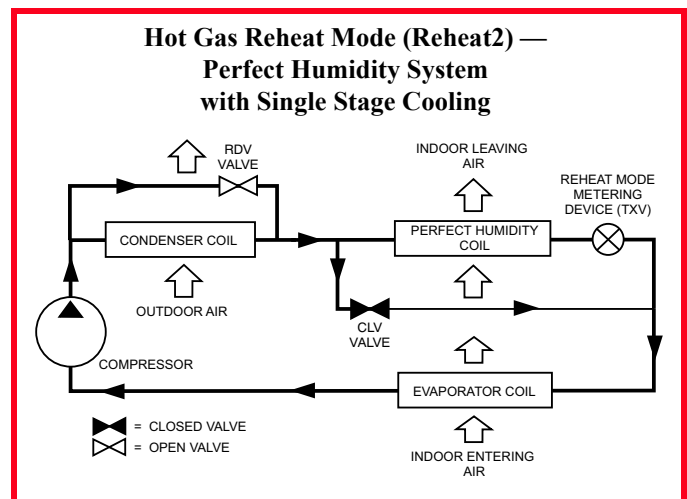 Hot Gas Reheat Mode (Reheat2) —
Perfect Humidity System
with Single Stage Cooling
RDV
VALVE
INDOOR LEAVING
AIR
REHEAT MODE
METERING
DEVICE (TXV)
CONDENSER COIL
PERFECT HUMIDITY
COIL
OUTDOOR AIR
CLV
VALVE
COMPRESSOR
EVAPORATOR COIL
= CLOSED VALVE
= OPEN VALVE
INDOOR ENTERING
AIR